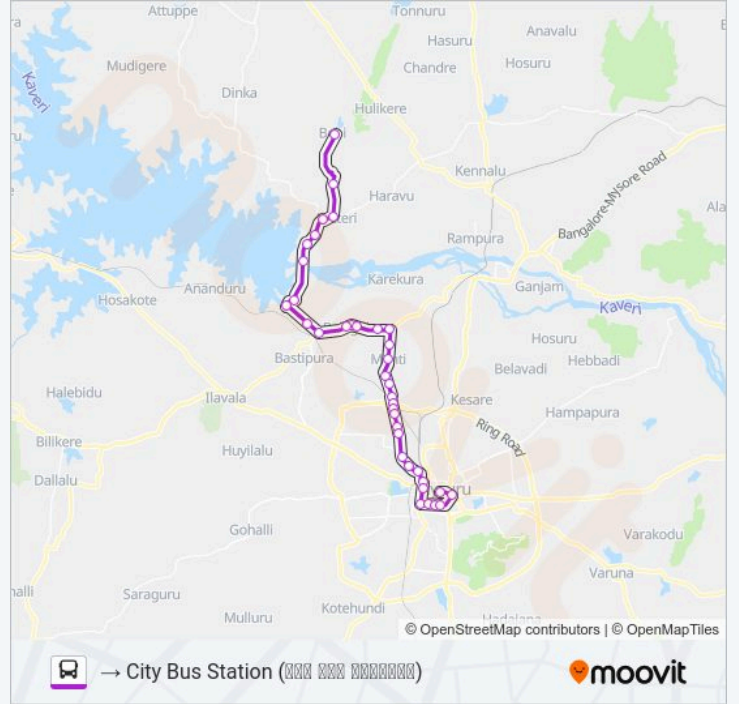 Attuppe
Tonnuru
Hasuru
Anavalu
Mudigere
Chandre
Hosuru
Kaveri
Dinka
Hulikere
Kennalu
Haravu
Bangalore-Mysore Road
Rampura
Anánduru
Karekura
Ganjam
Hosakote
Kaveri
Bastipura
Hosuru
Hebbadi
Belavadi
Halebidu
Ilavala
Kesare
Hampapura
Bilikere
Huyilalu
Ring Road
Dallalu
Gohalli
Varakodu
Saraguru
Varuna
Mulluru
Kotehundi
© OpenStreetMap contributors | © OpenMapTiles
→ City Bus Station
moovit